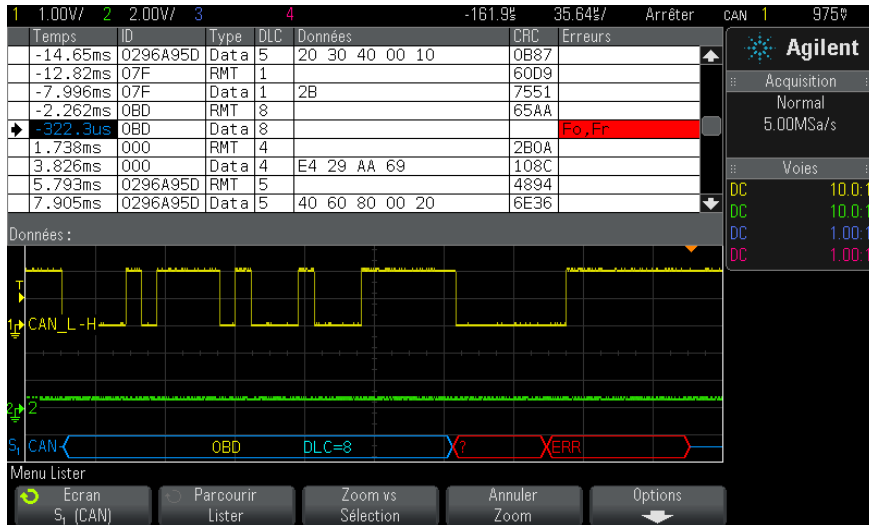 1 1.00V/ 2 2.00V/ 3 4 -161.9µs 35.64µs/ Arrêter CAN 1 975mV
Temps ID Type DLC Données CRC Erreurs
-14.65ms 0296A95D Data 5 20 30 40 00 10 0B87
-12.82ms 07F RMT 1 60D9
-7.996ms 07F Data 1 2B 7551
-2.262ms 0BD RMT 8 65AA
-322.3us 0BD Data 8 Fo,Fr
1.738ms 000 RMT 4 2B0A
3.826ms 000 Data 4 E4 29 AA 69 108C
5.793ms 0296A95D RMT 5 4894
7.905ms 0296A95D Data 5 40 60 80 00 20 6E36
Agilent
Acquisition
Normal
5.00MSa/s
Voies
DC 10.0:1
DC 10.0:1
DC 1.00:1
DC 1.00:1
Données :
T
1 CAN_L -H
2 2
S1 CAN 0BD DLC=8 ? ERR
Menu Lister
Ecran
S1 (CAN)
Parcourir
Lister
Zoom vs
Sélection
Annuler
Zoom
Options